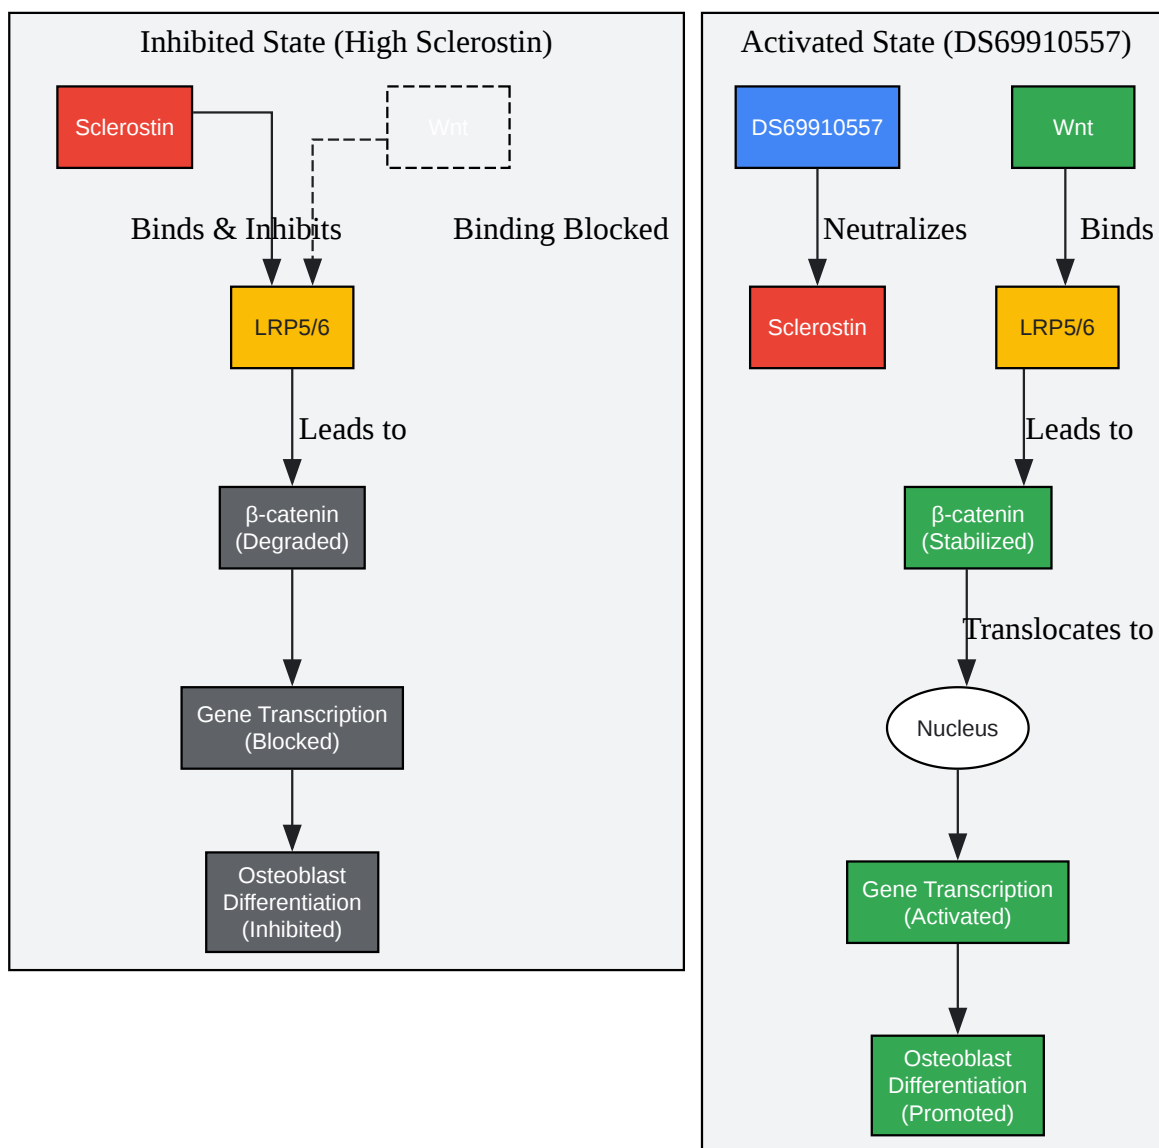 Inhibited State (High Sclerostin)
Sclerostin
Wnt
Binds & Inhibits
Binding Blocked
LRP5/6
Leads to
β-catenin
(Degraded)
Gene Transcription
(Blocked)
Osteoblast
Differentiation
(Inhibited)
Activated State (DS69910557)
DS69910557
Wnt
Neutralizes
Binds
Sclerostin
LRP5/6
Leads to
β-catenin
(Stabilized)
Translocates to
Nucleus
Gene Transcription
(Activated)
Osteoblast
Differentiation
(Promoted)